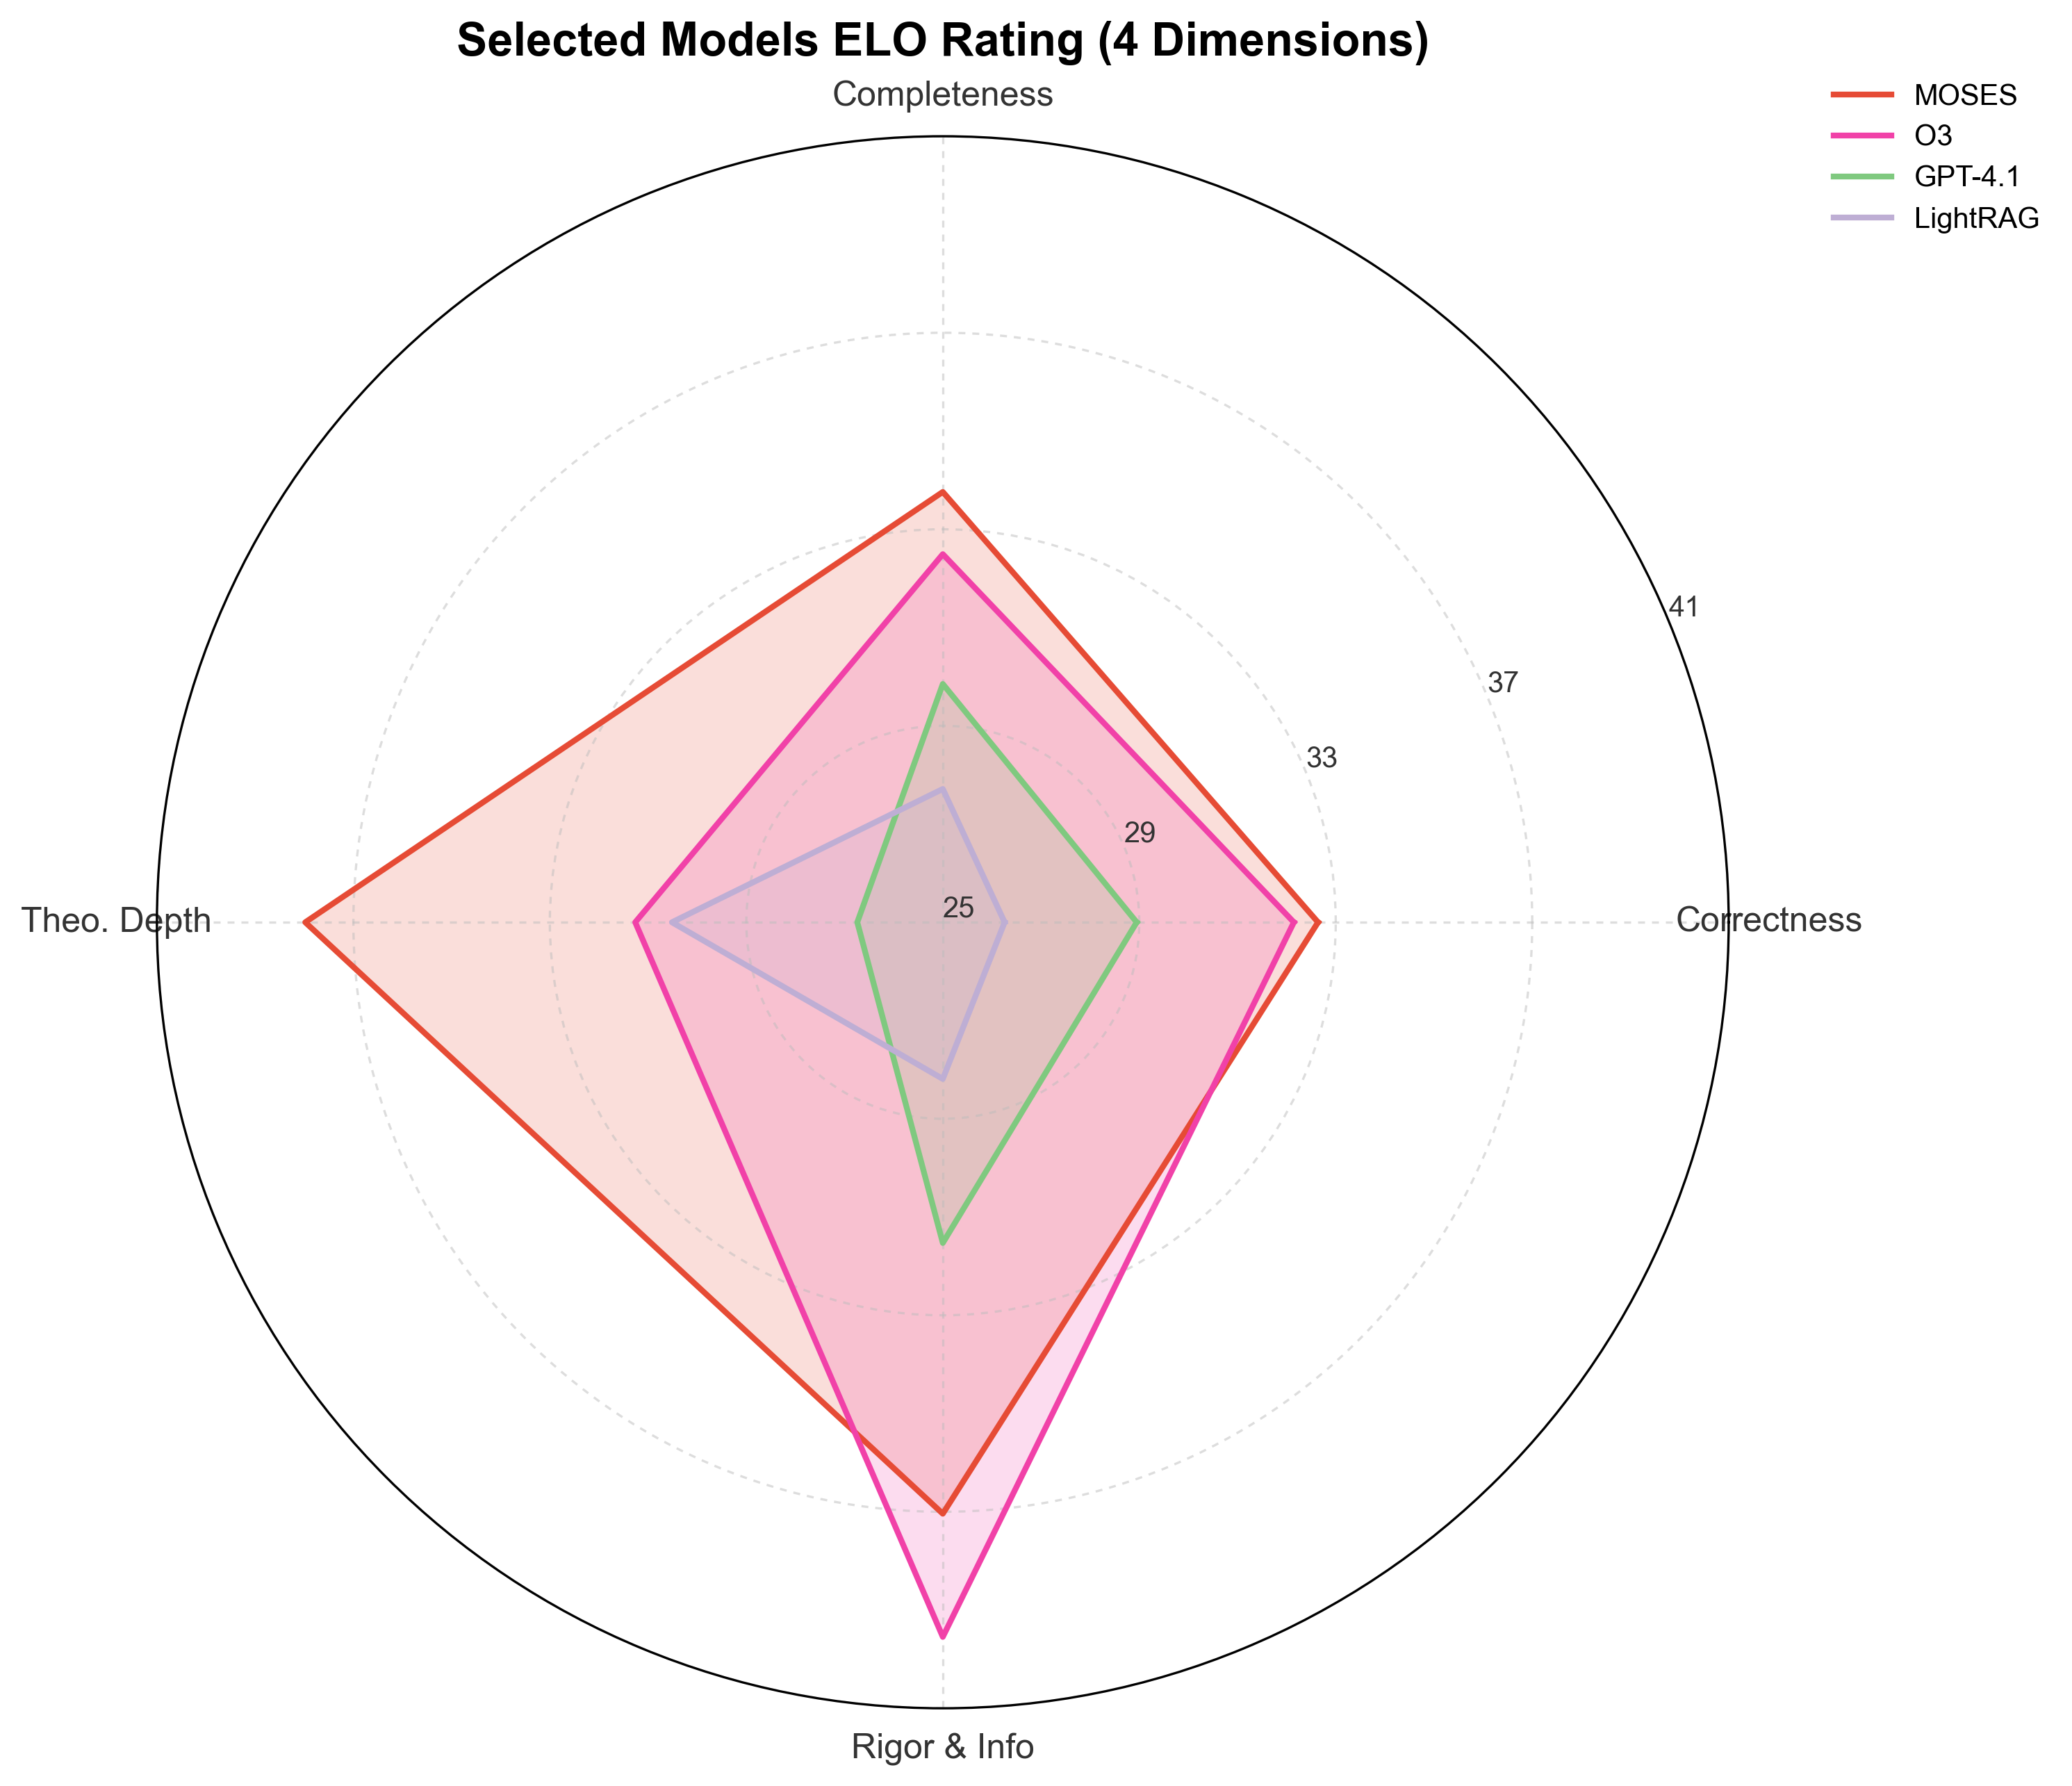 Selected Models ELO Rating (4 Dimensions)
Completeness
MOSES
O3
GPT-4.1
LightRAG
41
37
33
29
25
Theo. Depth
Correctness
Rigor & Info